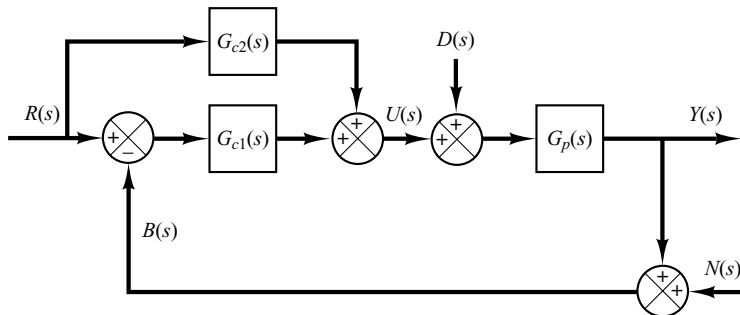 G_{c2}(s)
D(s)
R(s)
U(s)
Y(s)
+
+
+
+
+
−
G_{c1}(s)
G_p(s)
B(s)
N(s)
+
+